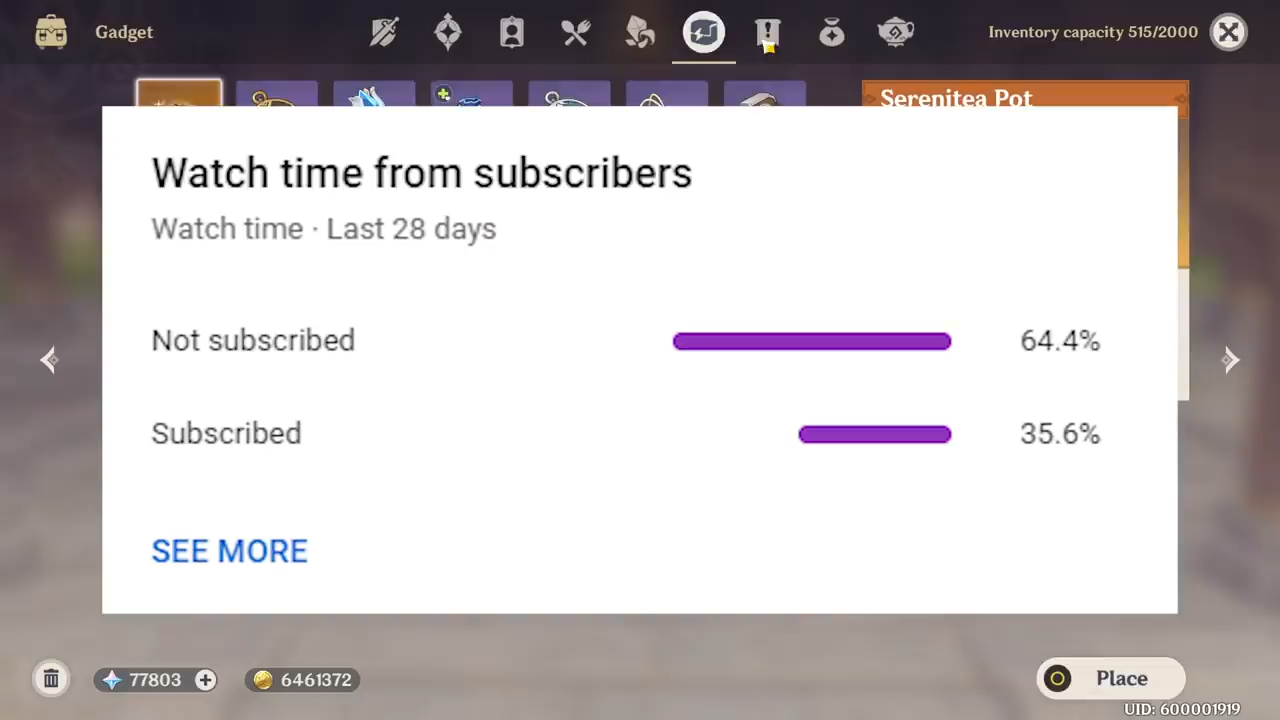 Gadget
Inventory capacity 515/2000
Serenitea Pot
Watch time from subscribers
Watch time · Last 28 days
Not subscribed 64.4%
Subscribed 35.6%
SEE MORE
77803
6461372
Place
UID: 600001919